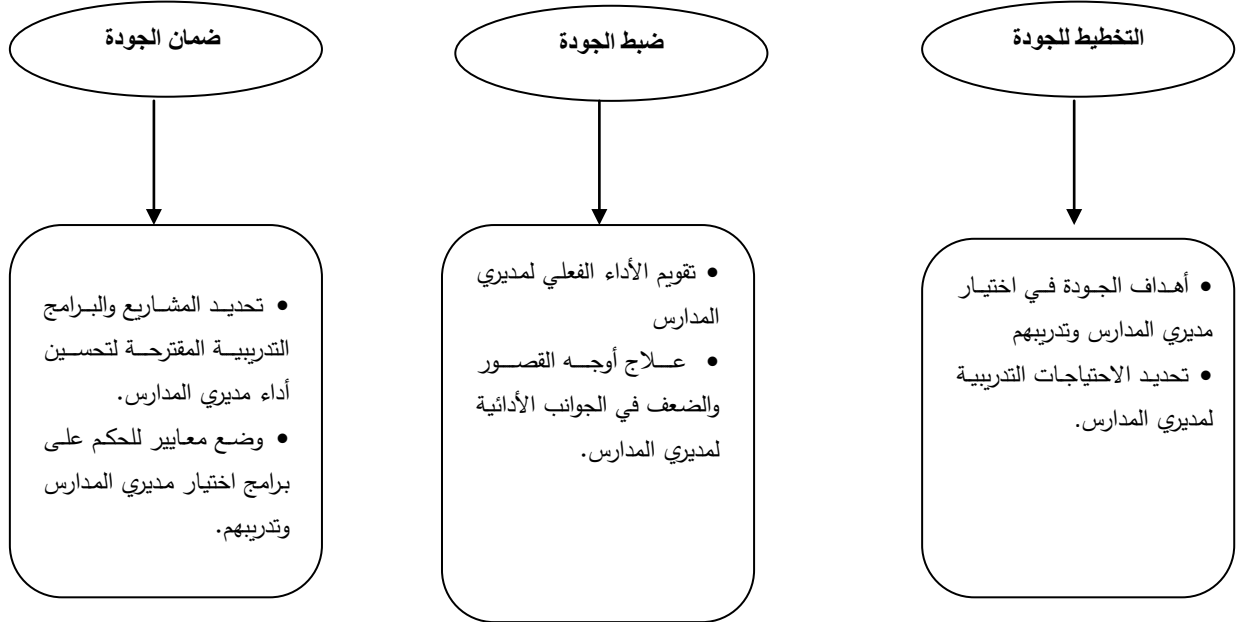 التخطيط للجودة
ضبط الجودة
ضمان الجودة
• أهداف الجودة في اختيار
مديري المدارس وتدريبهم
• تحديد الاحتياجات التدريبية
لمديري المدارس.
• تقويم الأداء الفعلي لمديري
المدارس
• علاج أوجه القصور
والضعف في الجوانب الأدائية
لمديري المدارس.
• تحديد المشاريع والبرامج
التدريبية المقترحة لتحسين
أداء مديري المدارس.
• وضع معايير للحكم على
برامج اختيار مديري المدارس
وتدريبهم.